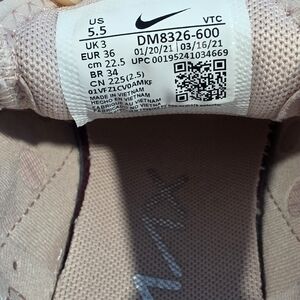 US
5.5
VTC
UK 3
DM8326-600
EUR 36
01/20/21
03/16/21
cm 22.5
UPC 00195241034669
BR 34
CN 225(2.5)
01VFZ1CVOAMKF
MADE IN VIETNAM
HECHO EN VIETNAM
FABRIQUÉ AU VIETNAM